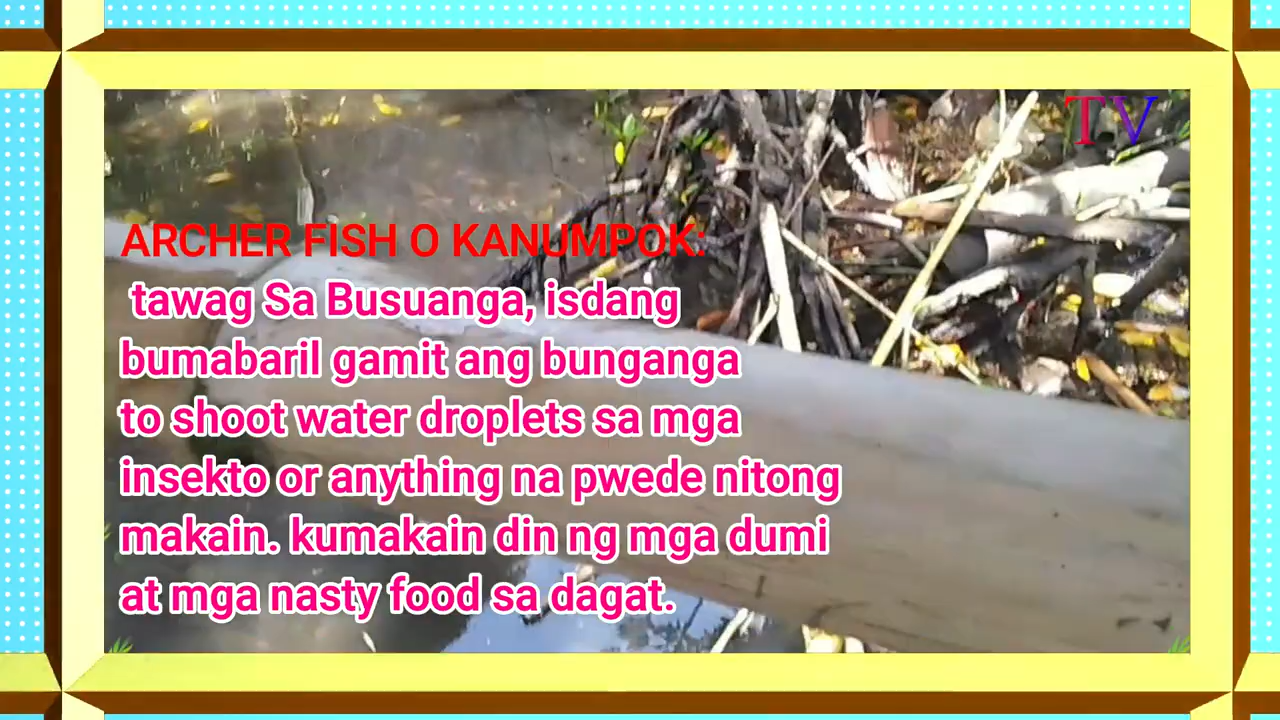 TV
ARCHER FISH O KANUMPOK:
tawag Sa Busuanga, isdang
bumabaril gamit ang bunganga
to shoot water droplets sa mga
insekto or anything na pwede nitong
makain. kumakain din ng mga dumi
at mga nasty food sa dagat.